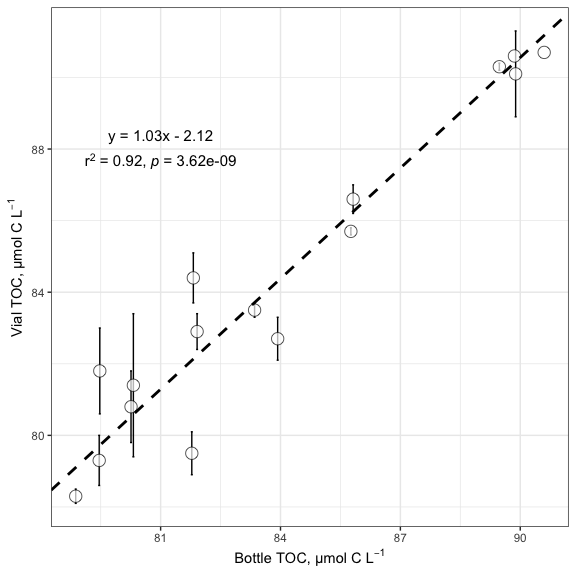 y = 1.03x - 2.12
r² = 0.92, p = 3.62e-09
88
84
80
Vial TOC, μmol C L⁻¹
81 84 87 90
Bottle TOC, μmol C L⁻¹